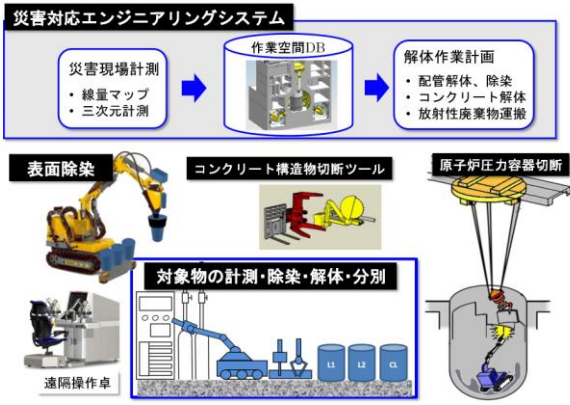 災害対応エンジニアリングシステム
災害現場計測
• 線量マップ
• 三次元計測
作業空間DB
解体作業計画
• 配管解体、除染
• コンクリート解体
• 放射性廃棄物運搬
表面除染
コンクリート構造物切断ツール
原子炉圧力容器切断
対象物の計測・除染・解体・分別
L1
L2
CL
遠隔操作卓